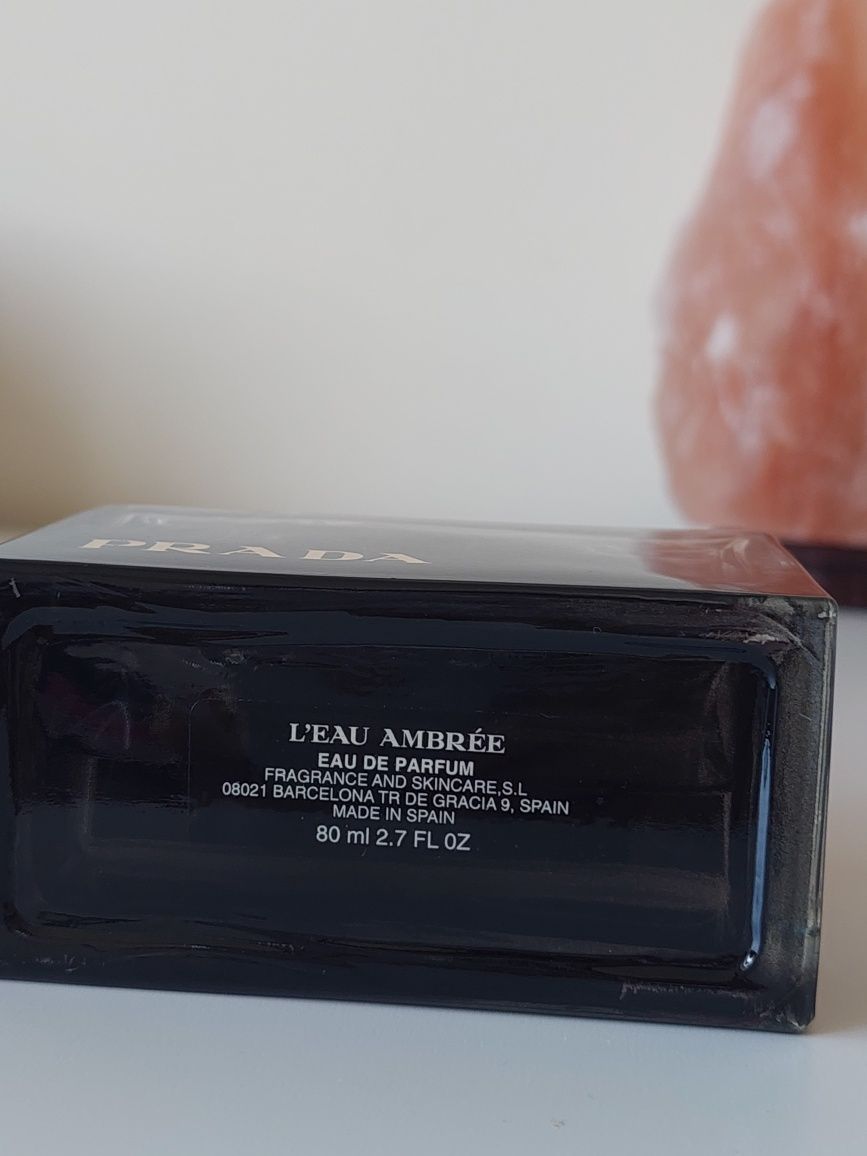 PRADA
L'EAU AMBRÉE
EAU DE PARFUM
FRAGRANCE AND SKINCARE,S.L
08021 BARCELONA TR DE GRACIA 9, SPAIN
MADE IN SPAIN
80 ml 2.7 FL 0Z